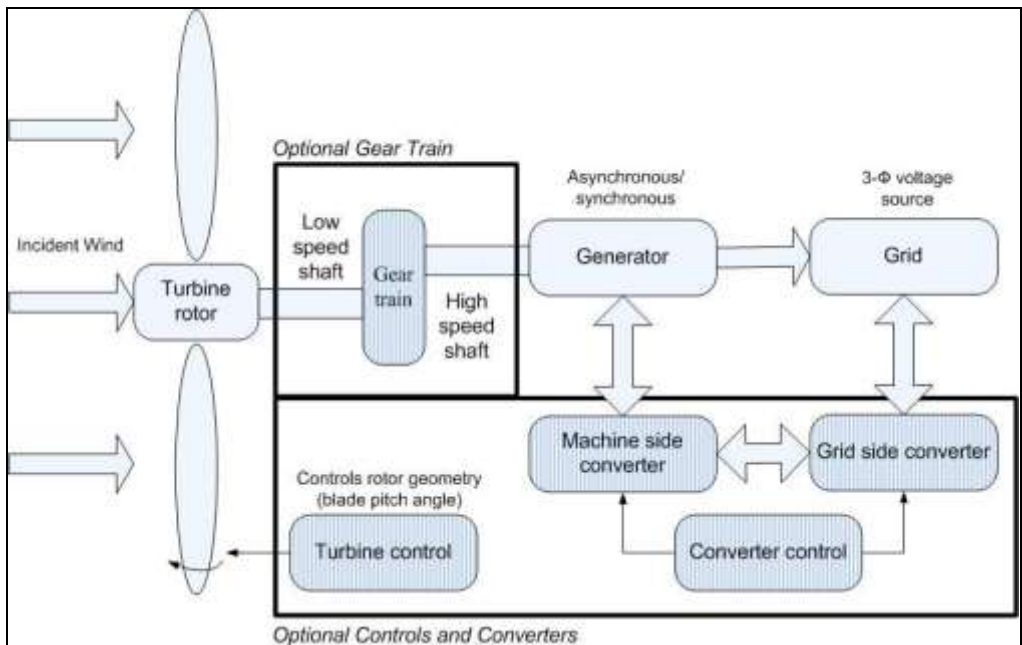 Optional Gear Train
Asynchronous/
synchronous
3-Φ voltage
source
Incident Wind
Low
speed
shaft
Gear
train
Generator
Grid
Turbine
rotor
High
speed
shaft
Machine side
converter
Grid side converter
Controls rotor geometry
(blade pitch angle)
Turbine control
Converter control
Optional Controls and Converters